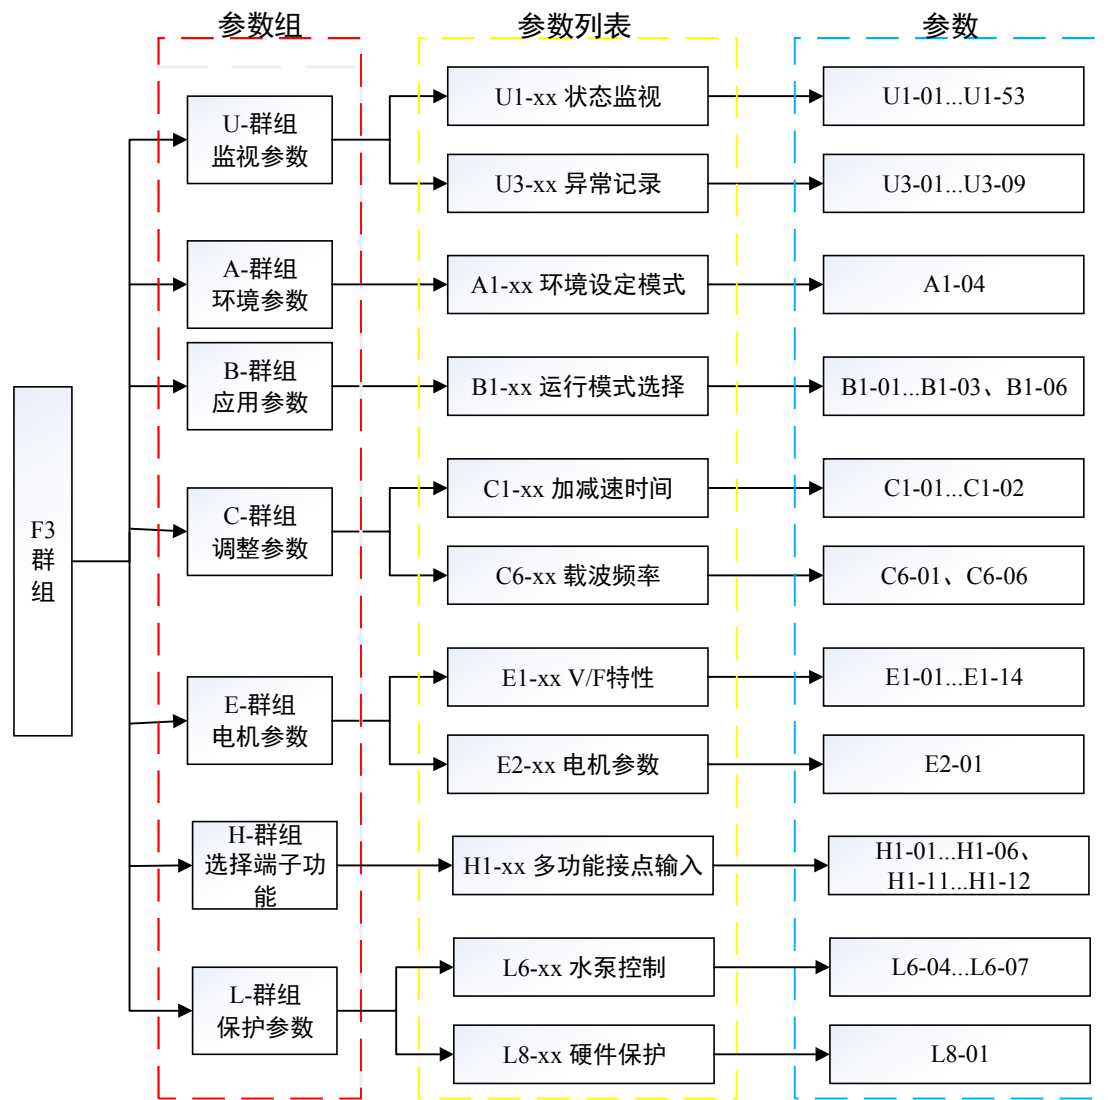 参数组
参数列表
参数
F3
群
组
U-群组
监视参数
U1-xx 状态监视
U1-01...U1-53
U3-xx 异常记录
U3-01...U3-09
A-群组
环境参数
A1-xx 环境设定模式
A1-04
B-群组
应用参数
B1-xx 运行模式选择
B1-01...B1-03、B1-06
C-群组
调整参数
C1-xx 加减速时间
C1-01...C1-02
C6-xx 载波频率
C6-01、C6-06
E-群组
电机参数
E1-xx V/F特性
E1-01...E1-14
E2-xx 电机参数
E2-01
H-群组
选择端子功
能
H1-xx 多功能接点输入
H1-01...H1-06、
H1-11...H1-12
L-群组
保护参数
L6-xx 水泵控制
L6-04...L6-07
L8-xx 硬件保护
L8-01